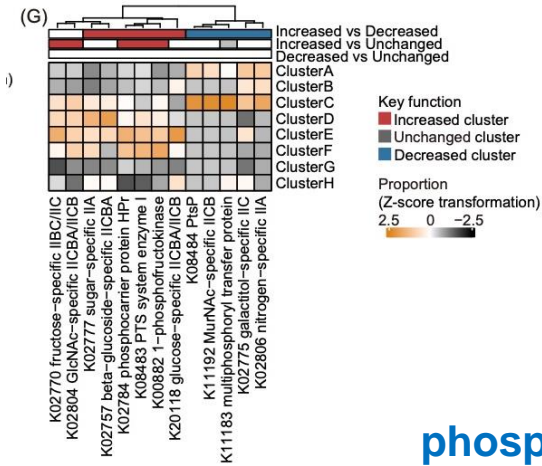 (G)
)
Increased vs Decreased
Increased vs Unchanged
Decreased vs Unchanged
ClusterA
ClusterB
ClusterC
ClusterD
ClusterE
ClusterF
ClusterG
ClusterH
Key function
Increased cluster
Unchanged cluster
Decreased cluster
Proportion
(Z-score transformation)
2.5 0 -2.5
K02770 fructose-specific IIBC/IIC
K02804 GlcNAc-specific IICBA/IICB
K02777 sugar-specific IIA
K02757 beta-glucoside-specific IICBA
K02784 phosphocarrier protein HPr
K08483 PTS system enzyme I
K00882 1-phosphofructokinase
K20118 glucose-specific IICBA/IICB
K08484 PtsP
K11192 MurNAc-specific IICB
K11183 multiphosphoryl transfer protein
K02775 galactitol-specific IIC
K02806 nitrogen-specific IIA
phosp